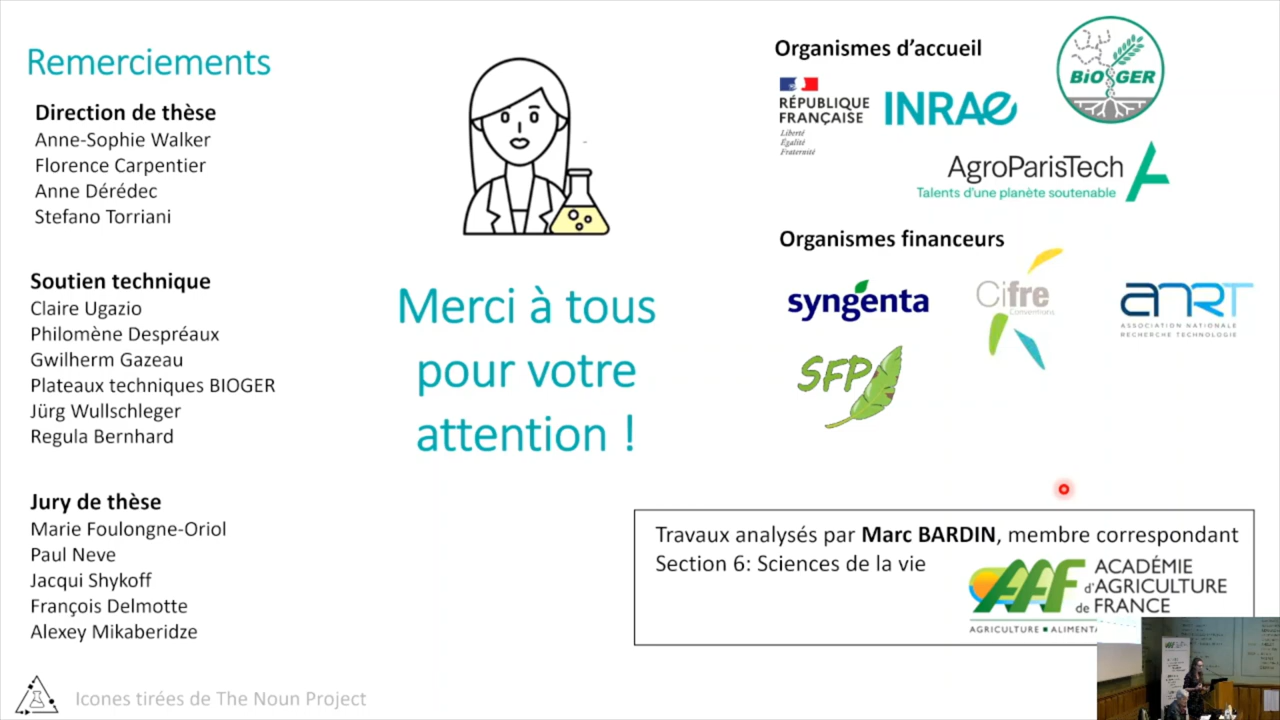 Remerciements
Direction de thèse
Anne-Sophie Walker
Florence Carpentier
Anne Dérédec
Stefano Torriani
Soutien technique
Claire Ugazio
Philomène Despréaux
Gwilherm Gazeau
Plateaux techniques BIOGER
Jürg Wullschleger
Regula Bernhard
Jury de thèse
Marie Foulongne-Oriol
Paul Neve
Jacqui Shykoff
François Delmotte
Alexey Mikaberidze
Icones tirées de The Noun Project
Merci à tous
pour votre
attention !
Organismes d’accueil
RÉPUBLIQUE
FRANÇAISE
Liberté
Égalité
Fraternité
INRAE
BIOGER
AgroParisTech
Talents d'une planète soutenable
Organismes financeurs
syngenta
Cifre
Conventions
ANRT
ASSOCIATION NATIONALE
RECHERCHE TECHNOLOGIE
SFP
Travaux analysés par Marc BARDIN, membre correspondant
Section 6: Sciences de la vie
AAF
ACADÉMIE
d'AGRICULTURE
de FRANCE
AGRICULTURE ■ ALIMENTA